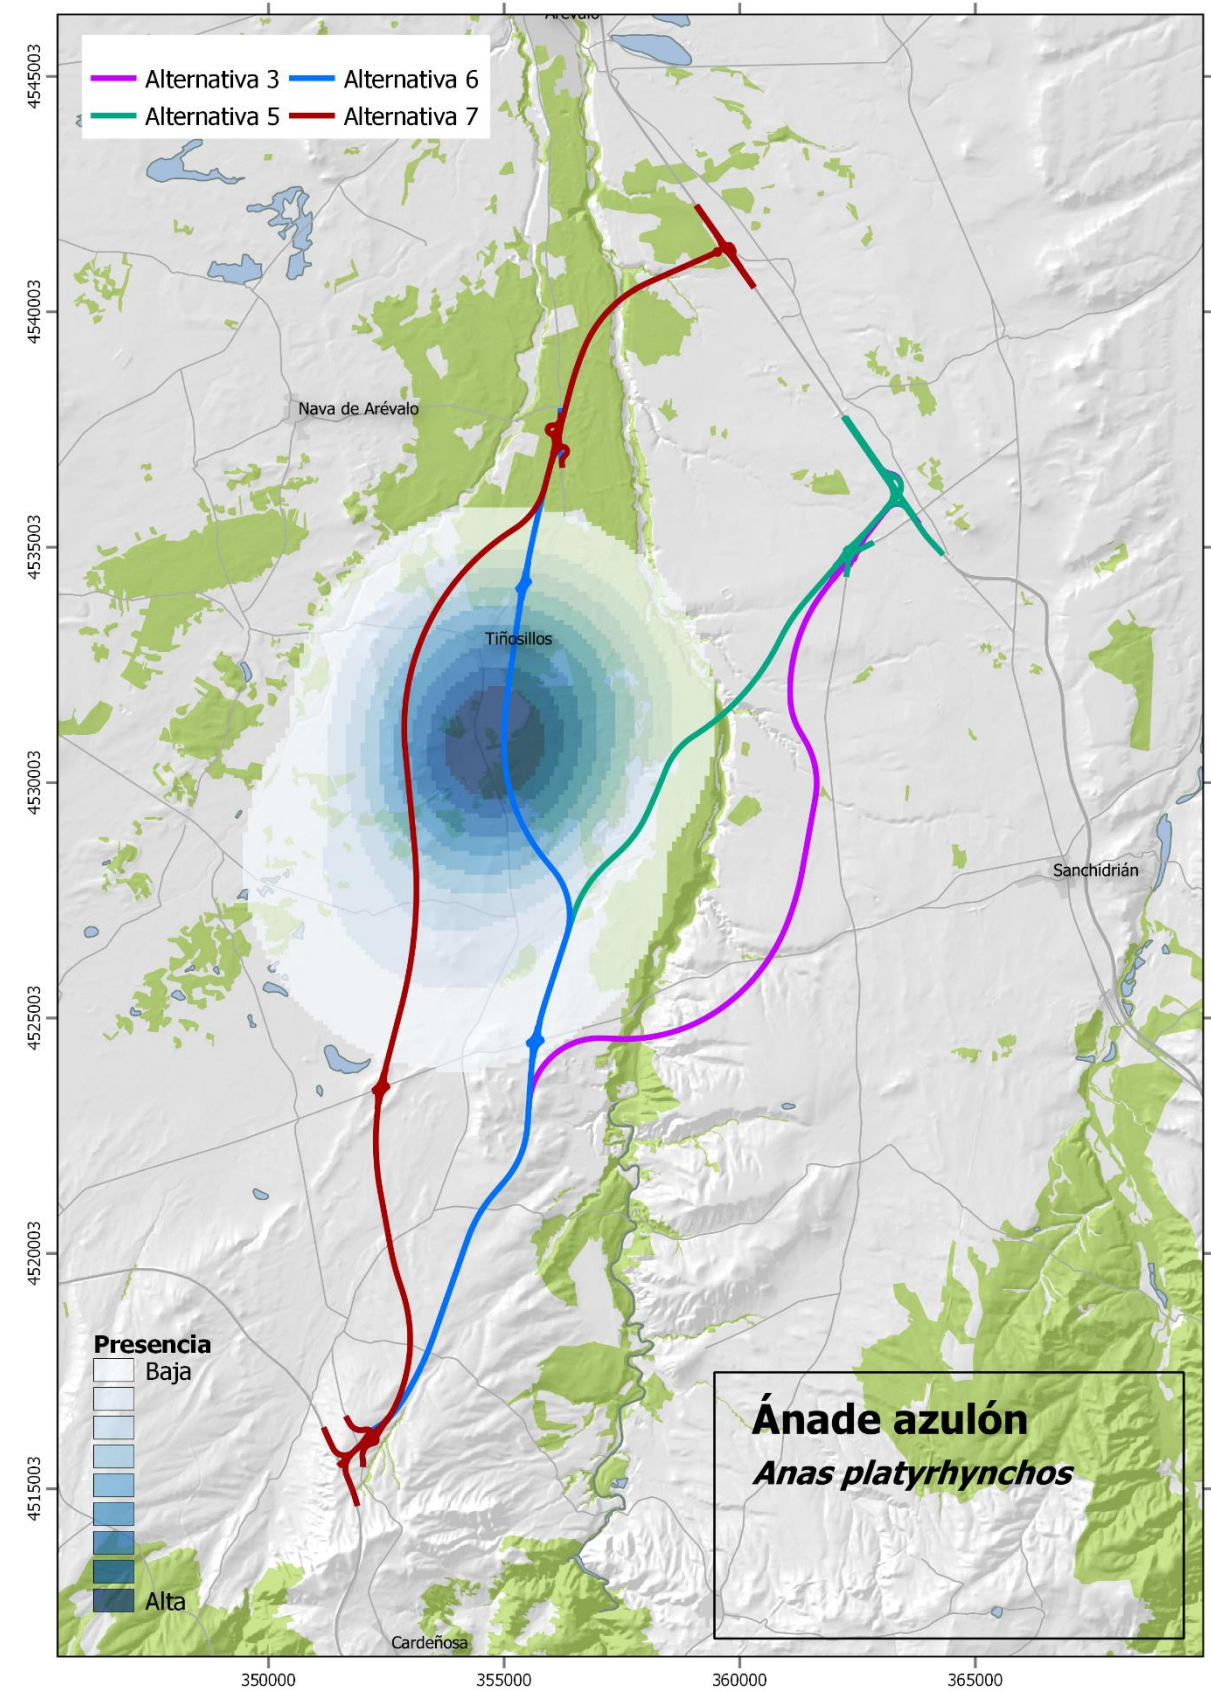 Arévalo
Alternativa 3 Alternativa 6
Alternativa 5 Alternativa 7
4545003
4540003
Nava de Arévalo
4535003
Tiñosillos
4530003
Sanchidrián
4525003
4520003
Presencia
Baja
Alta
Ánade azulón
Anas platyrhynchos
4515003
Cardeñosa
350000 355000 360000 365000